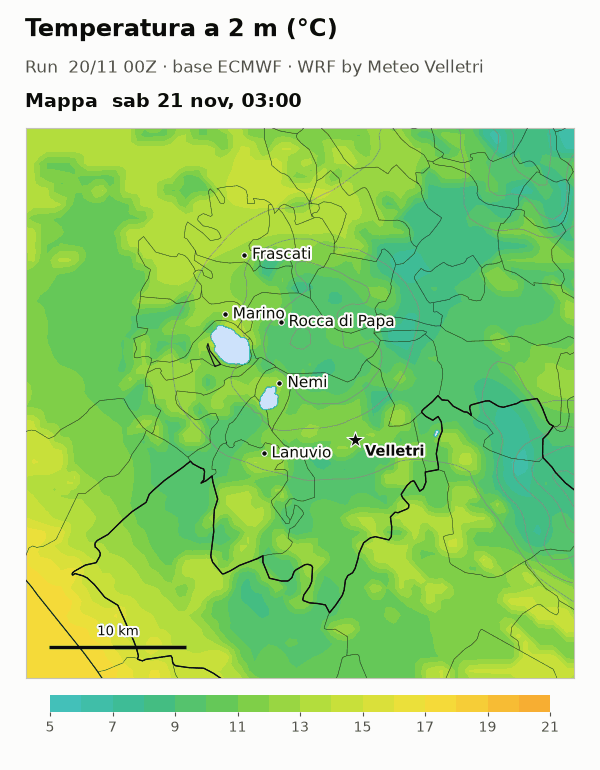 Temperatura a 2 m (°C)
Run  20/11 00Z · base ECMWF · WRF by Meteo Velletri
Mappa  sab 21 nov, 03:00
Frascati
Marino
Rocca di Papa
Nemi
Velletri
Lanuvio
10 km
5 7 9 11 13 15 17 19 21